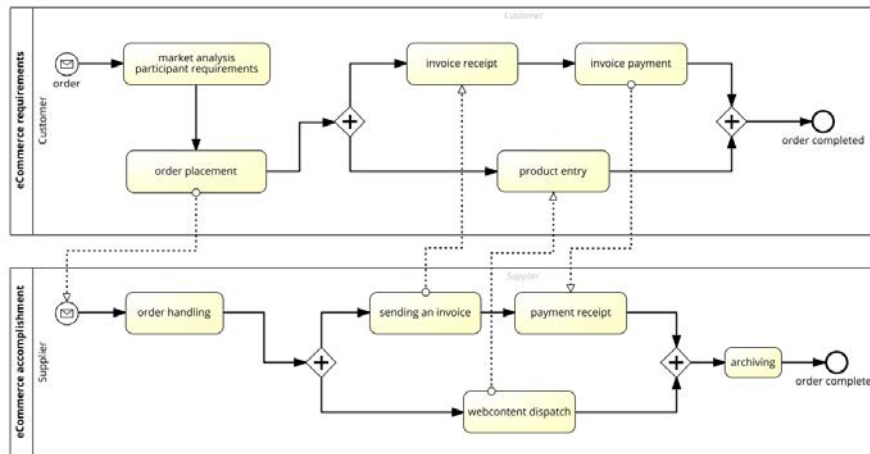 Customer
eCommerce requirements
Customer
order
market analysis
participant requirements
order placement
invoice receipt
invoice payment
product entry
order completed
Supplier
eCommerce accomplishment
Supplier
order handling
sending an invoice
payment receipt
webcontent dispatch
archiving
order complete